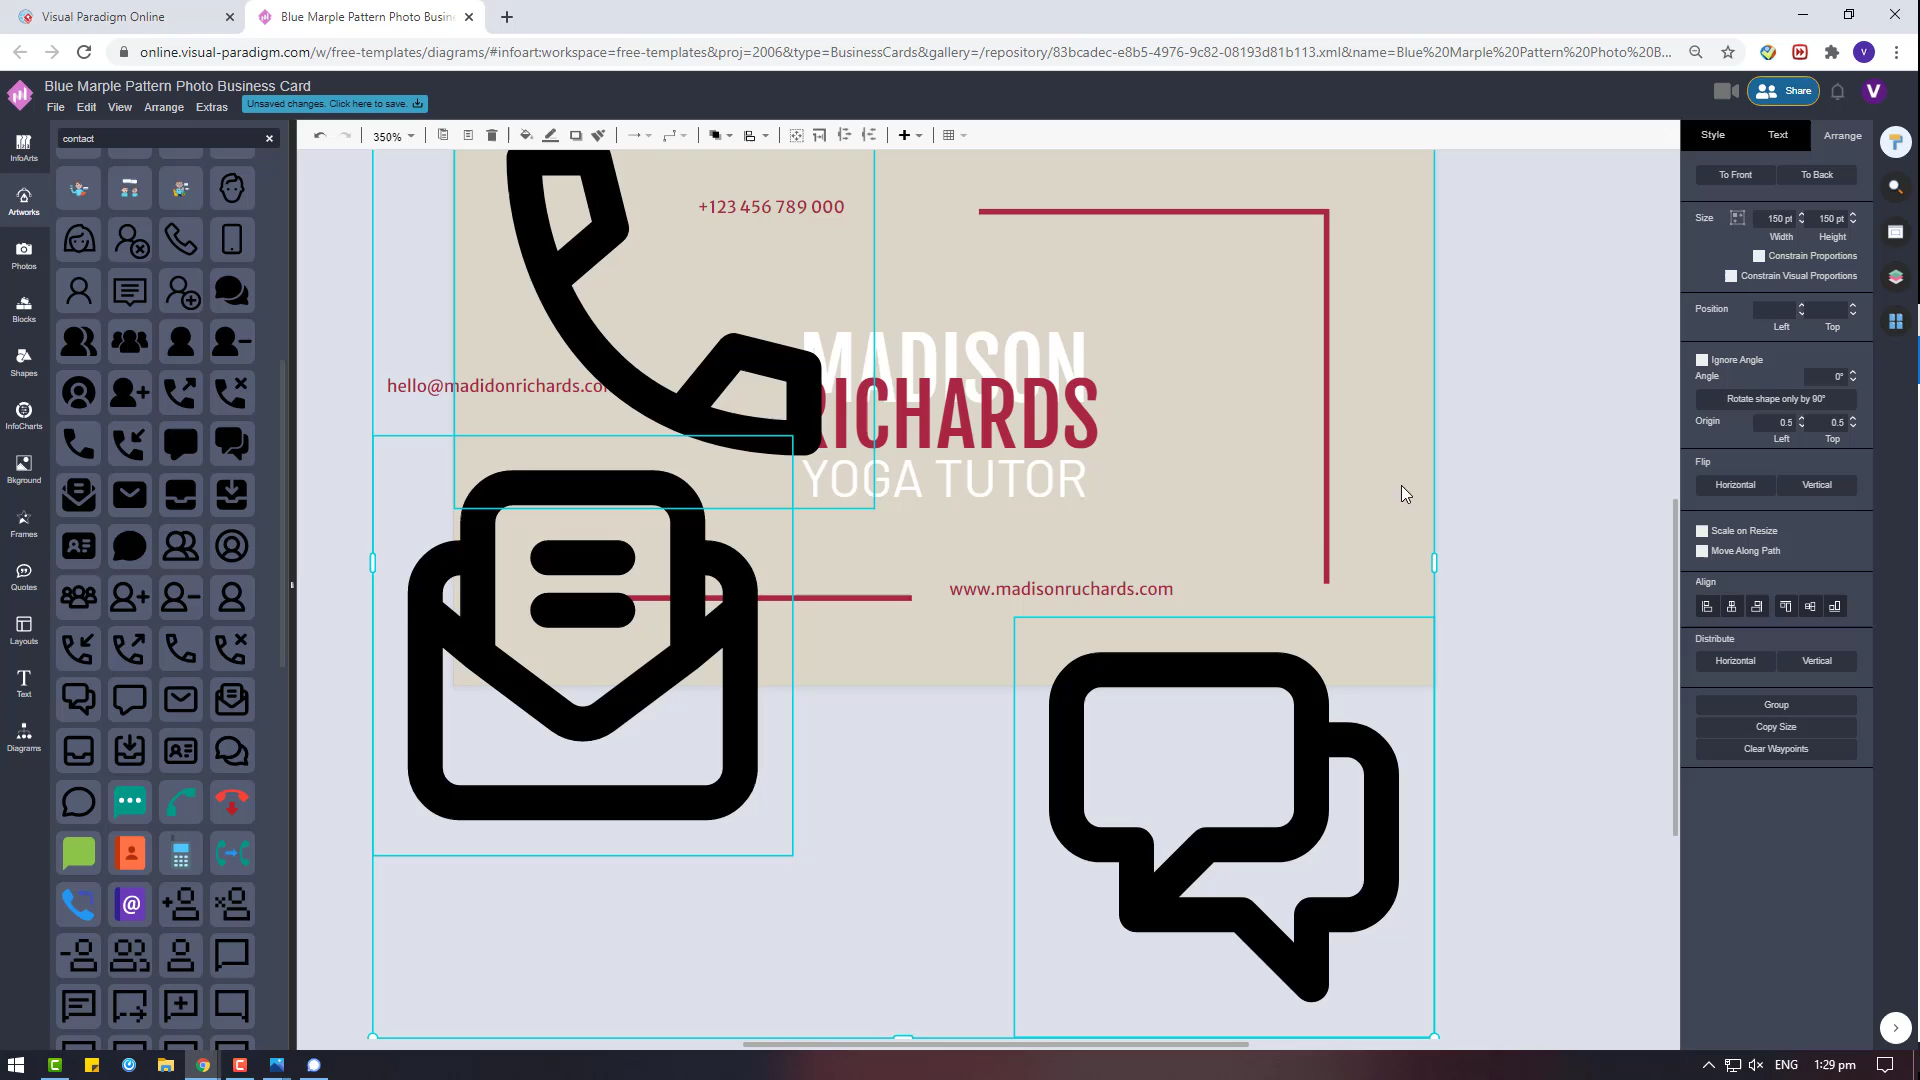 Visual Paradigm Online
Blue Marple Pattern Photo Busin
online.visual-paradigm.com/w/free-templates/diagrams/#infoart:workspace=free-templates&proj=2006&type=BusinessCards&gallery=/repository/83bcadec-e8b5-4976-9c82-08193d81b113.xml&name=Blue%20Marple%20Pattern%20Photo%20B...
V
Blue Marple Pattern Photo Business Card
File Edit View Arrange Extras
Unsaved changes. Click here to save.
Share
V
contact
350%
InfoArts
Artworks
Photos
Blocks
Shapes
InfoCharts
Bkground
Frames
Quotes
Layouts
Text
Diagrams
+123 456 789 000
MADISON
hello@madidonrichards.co
RICHARDS
YOGA TUTOR
www.madisonruchards.com
Style Text Arrange
To Front To Back
Size 150 pt 150 pt
Width Height
Constrain Proportions
Constrain Visual Proportions
Position
Left Top
Ignore Angle
Angle 0°
Rotate shape only by 90°
Origin 0.5 0.5
Left Top
Flip
Horizontal Vertical
Scale on Resize
Move Along Path
Align
Distribute
Horizontal Vertical
Group
Copy Size
Clear Waypoints
ENG 1:29 pm